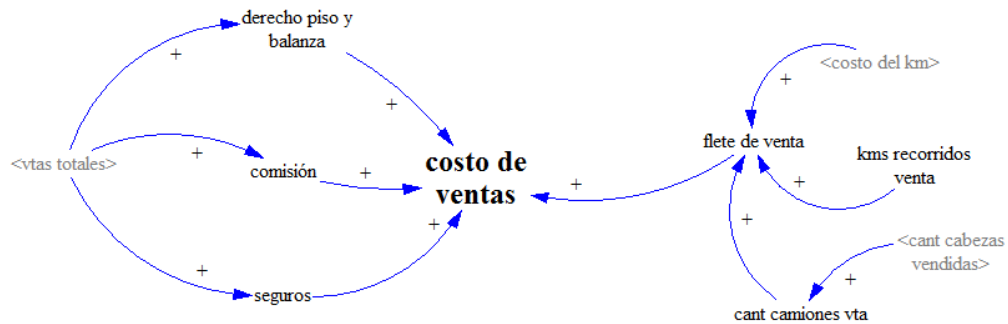 derecho piso y
balanza
+
+
<vtas totales>
+
comisión
+
+
seguros
+
costo de
ventas
+
<costo del km>
+
flete de venta
kms recorridos
venta
+
+
<cant cabezas
vendidas>
+
cant camiones vta